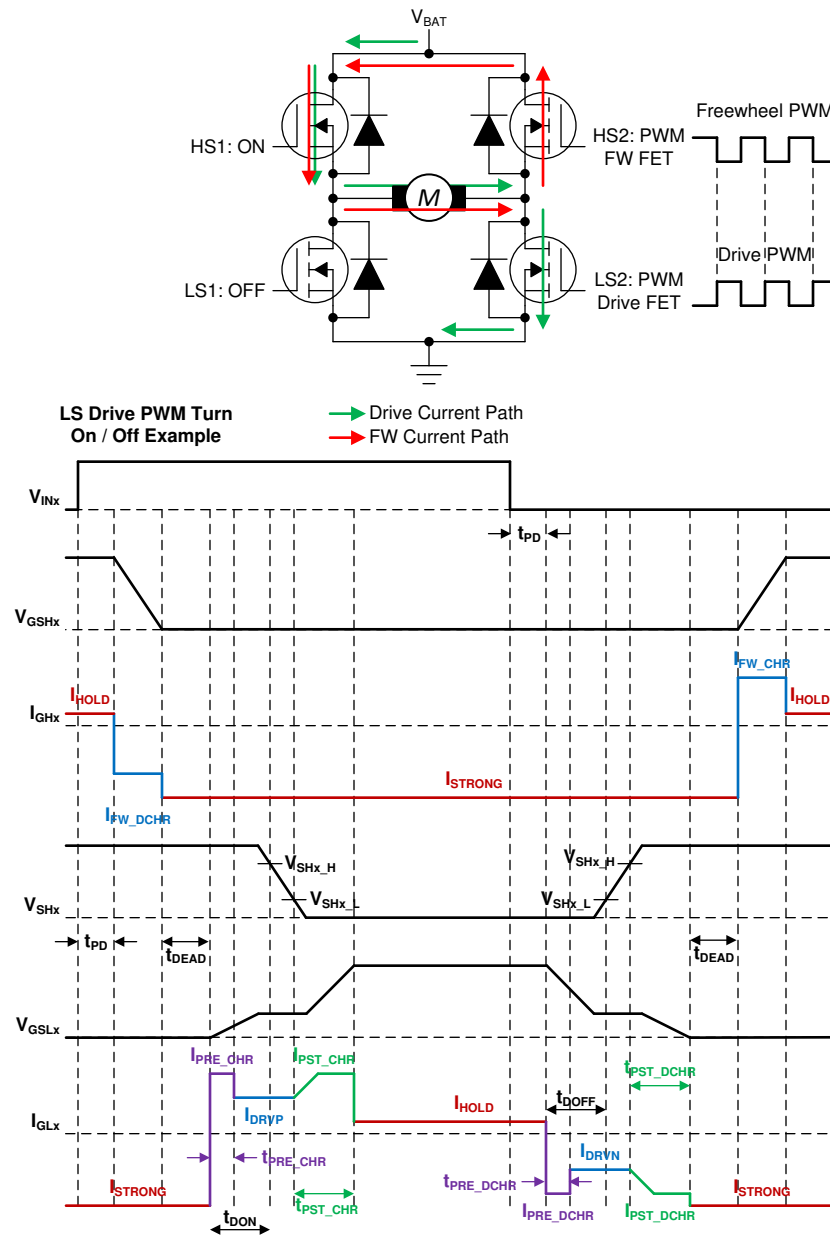 VBAT
Freewheel PWM
HS1: ON
HS2: PWM
FW FET
M
Drive PWM
LS1: OFF
LS2: PWM
Drive FET
LS Drive PWM Turn
On / Off Example
Drive Current Path
FW Current Path
VINx
tPD
VGSHx
IFW_CHR
IHOLD
IHOLD
IGHx
ISTRONG
IFW_DCHR
VSHx_H
VSHx_H
VSHx_L
VSHx_L
VSHx
tPD
tDEAD
tDEAD
VGSLx
IPRE_CHR
IPST_CHR
tPST_DCHR
tDOFF
IHOLD
IDRVP
IGLx
IDRVN
tPRE_CHR
tPRE_DCHR
ISTRONG
tPST_CHR
IPRE_DCHR
IPST_DCHR
ISTRONG
tDON